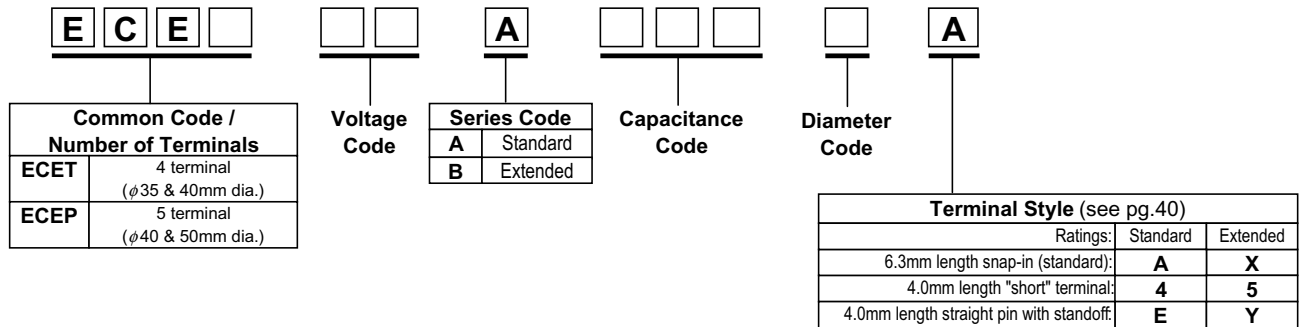 E C E A A
Common Code /
Number of Terminals
ECET 4 terminal
(ϕ35 & 40mm dia.)
ECEP 5 terminal
(ϕ40 & 50mm dia.)
Voltage
Code
Series Code
A Standard
B Extended
Capacitance
Code
Diameter
Code
Terminal Style (see pg.40)
Ratings: Standard Extended
6.3mm length snap-in (standard): A X
4.0mm length "short" terminal: 4 5
4.0mm length straight pin with standoff: E Y